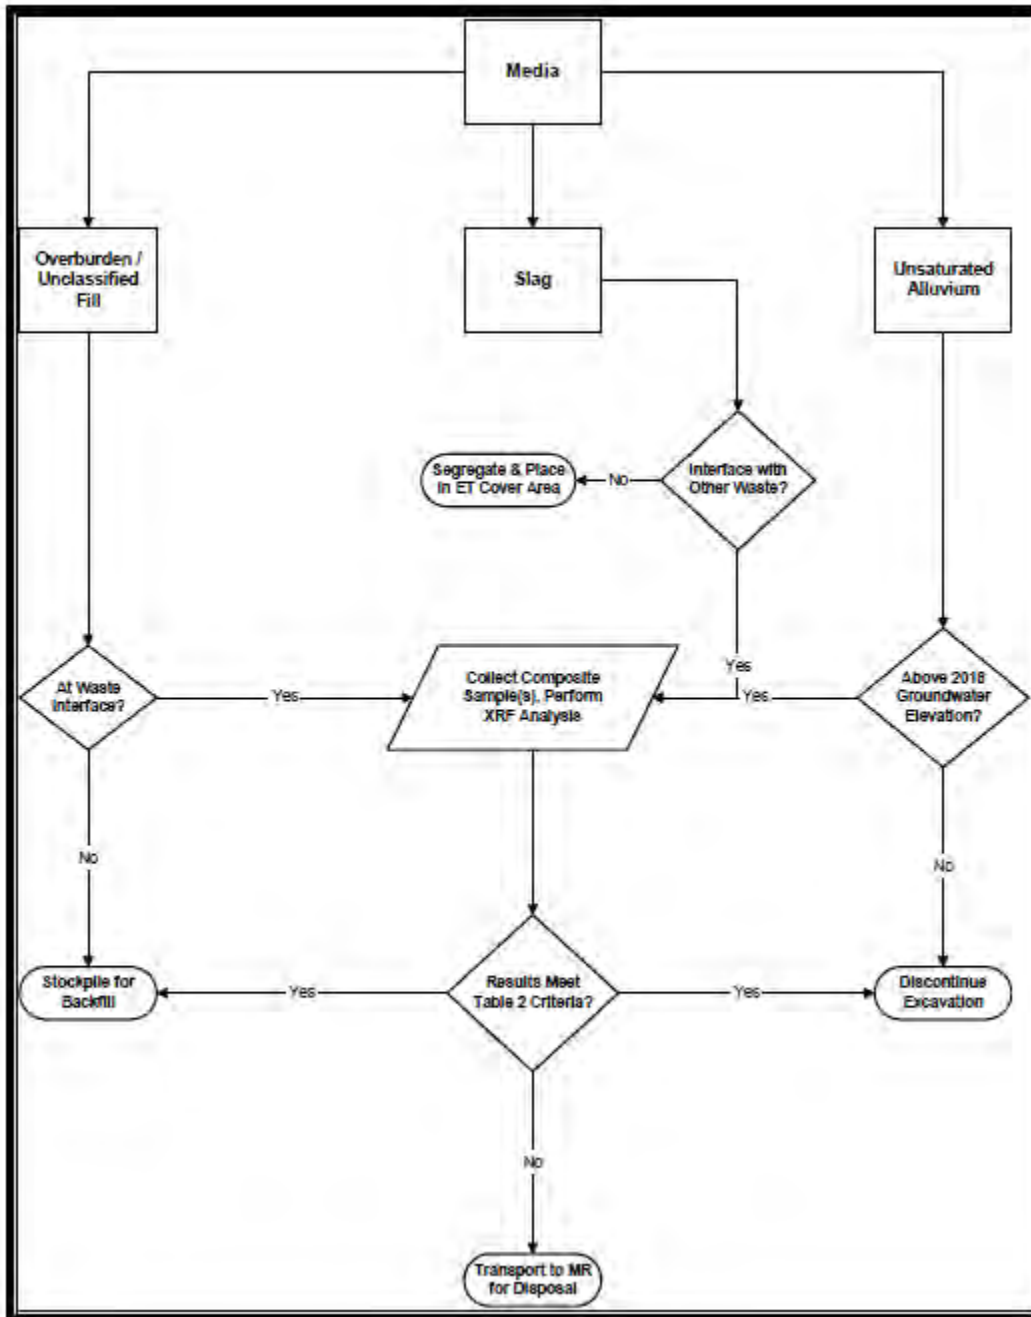 Media
Overburden /
Unclassified
Fill
Slag
Unsaturated
Alluvium
Segregate & Place
in ET Cover Area
No
Interface with
Other Waste?
Yes
At Waste
Interface?
Yes
Collect Composite
Sample(s), Perform
XRF Analysis
Yes
Above 2018
Groundwater
Elevation?
No
No
Stockpile for
Backfill
Yes
Results Meet
Table 2 Criteria?
Yes
Discontinue
Excavation
No
Transport to MR
for Disposal